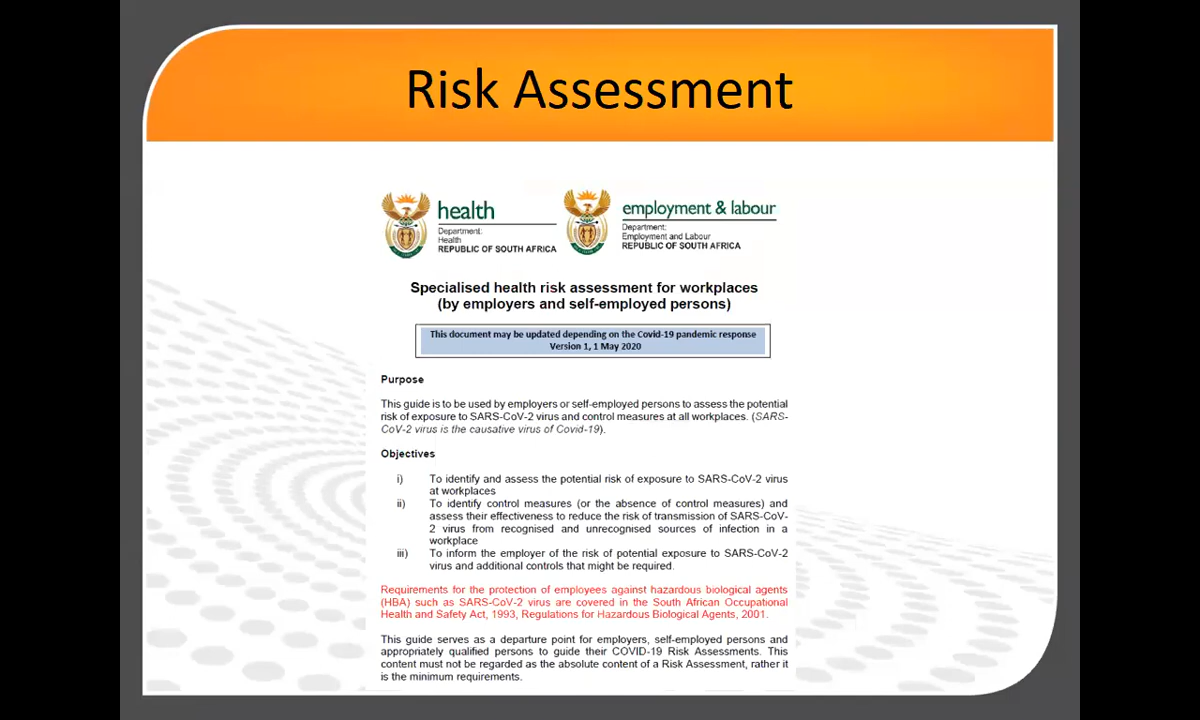 Risk Assessment
health
Department:
Health
REPUBLIC OF SOUTH AFRICA
employment & labour
Department:
Employment and Labour
REPUBLIC OF SOUTH AFRICA
Specialised health risk assessment for workplaces
(by employers and self-employed persons)
This document may be updated depending on the Covid-19 pandemic response
Version 1, 1 May 2020
Purpose
This guide is to be used by employers or self-employed persons to assess the potential
risk of exposure to SARS-CoV-2 virus and control measures at all workplaces. (SARS-
CoV-2 virus is the causative virus of Covid-19).
Objectives
i) To identify and assess the potential risk of exposure to SARS-CoV-2 virus
at workplaces
ii) To identify control measures (or the absence of control measures) and
assess their effectiveness to reduce the risk of transmission of SARS-CoV-
2 virus from recognised and unrecognised sources of infection in a
workplace
iii) To inform the employer of the risk of potential exposure to SARS-CoV-2
virus and additional controls that might be required.
Requirements for the protection of employees against hazardous biological agents
(HBA) such as SARS-CoV-2 virus are covered in the South African Occupational
Health and Safety Act, 1993, Regulations for Hazardous Biological Agents, 2001.
This guide serves as a departure point for employers, self-employed persons and
appropriately qualified persons to guide their COVID-19 Risk Assessments. This
content must not be regarded as the absolute content of a Risk Assessment, rather it
is the minimum requirements.